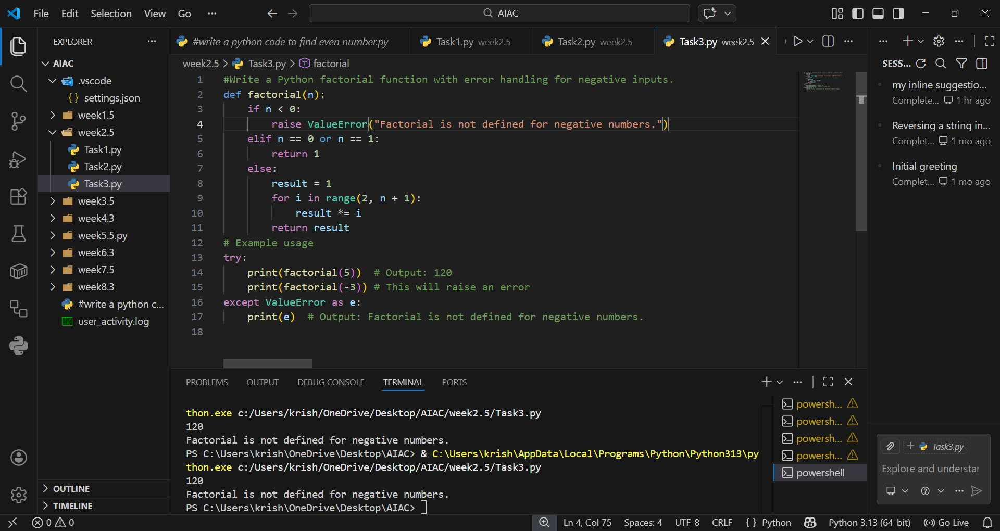 File Edit Selection View Go
AIAC
EXPLORER
AIAC
.vscode
{} settings.json
week1.5
week2.5
Task1.py
Task2.py
Task3.py
week3.5
week4.3
week5.5.py
week6.3
week7.5
week8.3
#write a python c...
user_activity.log
OUTLINE
TIMELINE
#write a python code to find even number.py
Task1.py week2.5
Task2.py week2.5
Task3.py week2.5
week2.5 > Task3.py > factorial
1 #Write a Python factorial function with error handling for negative inputs.
2 def factorial(n):
3     if n < 0:
4         raise ValueError("Factorial is not defined for negative numbers.")
5     elif n == 0 or n == 1:
6         return 1
7     else:
8         result = 1
9         for i in range(2, n + 1):
10             result *= i
11         return result
12 # Example usage
13 try:
14     print(factorial(5))  # Output: 120
15     print(factorial(-3)) # This will raise an error
16 except ValueError as e:
17     print(e)  # Output: Factorial is not defined for negative numbers.
18
PROBLEMS OUTPUT DEBUG CONSOLE TERMINAL PORTS
thon.exe c:/Users/krish/OneDrive/Desktop/AIAC/week2.5/Task3.py
120
Factorial is not defined for negative numbers.
PS C:\Users\krish\OneDrive\Desktop\AIAC> & C:\Users\krish\AppData\Local\Programs\Python\Python313\py
thon.exe c:/Users/krish/OneDrive/Desktop/AIAC/week2.5/Task3.py
120
Factorial is not defined for negative numbers.
PS C:\Users\krish\OneDrive\Desktop\AIAC>
powersh...
powersh...
powersh...
powersh...
powershell
SESS...
my inline suggestio...
Complete... 1 hr ago
Reversing a string in...
Complet... 1 mo ago
Initial greeting
Complet... 1 mo ago
+ Task3.py
Explore and understar
0 0
Ln 4, Col 75 Spaces: 4 UTF-8 CRLF {} Python Python 3.13 (64-bit) Go Live